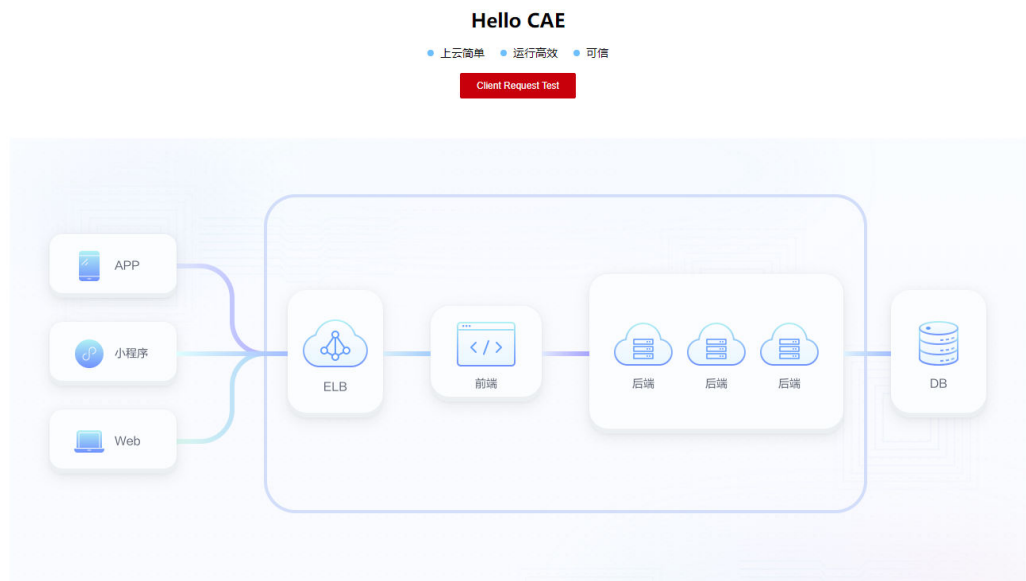 Hello CAE
上云简单 运行高效 可信
Client Request Test
APP
小程序
Web
ELB
前端
后端 后端 后端
DB